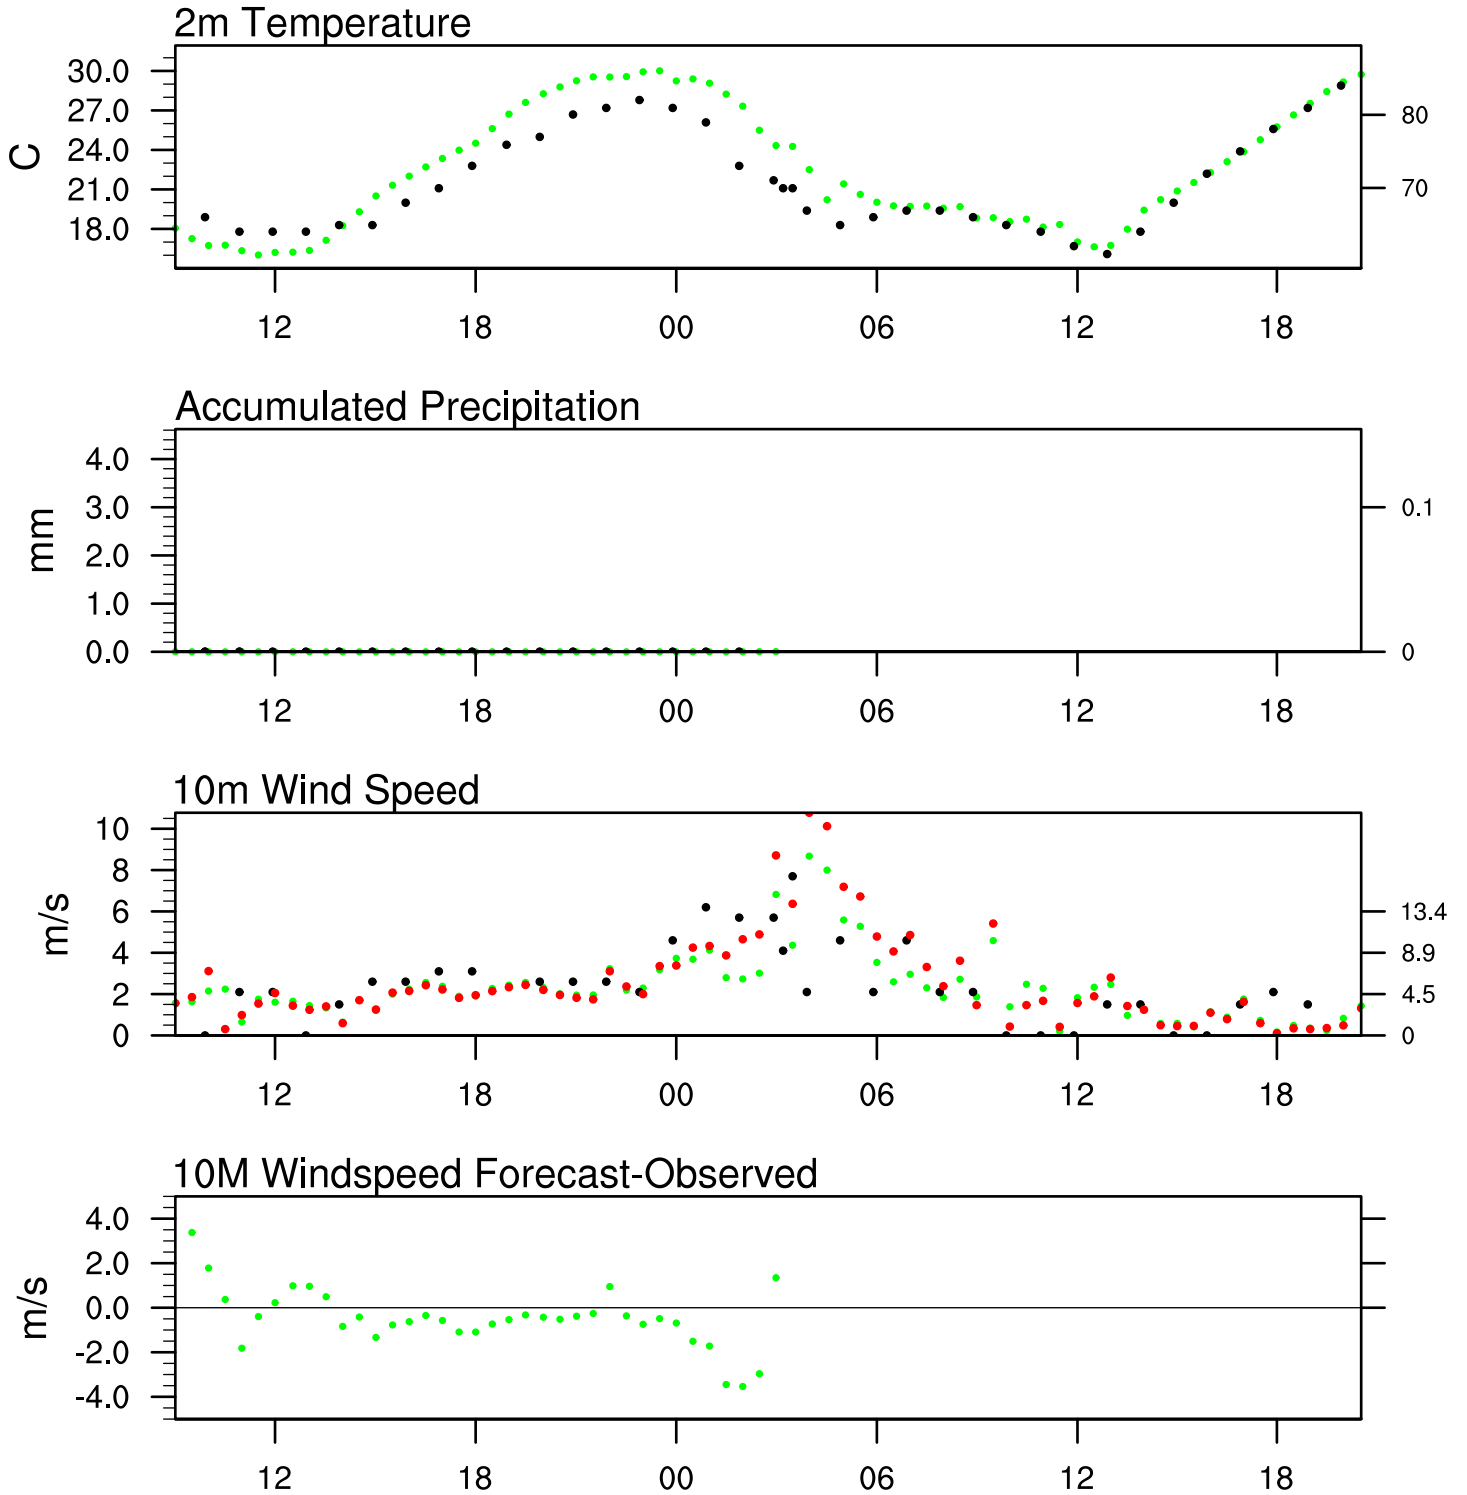 2m Temperature
30.0
27.0
24.0
21.0
18.0
C
80
70
12 18 00 06 12 18
Accumulated Precipitation
4.0
3.0
2.0
1.0
0.0
mm
0.1
0
12 18 00 06 12 18
10m Wind Speed
10
8
6
4
2
0
m/s
13.4
8.9
4.5
0
12 18 00 06 12 18
10M Windspeed Forecast-Observed
4.0
2.0
0.0
-2.0
-4.0
m/s
12 18 00 06 12 18